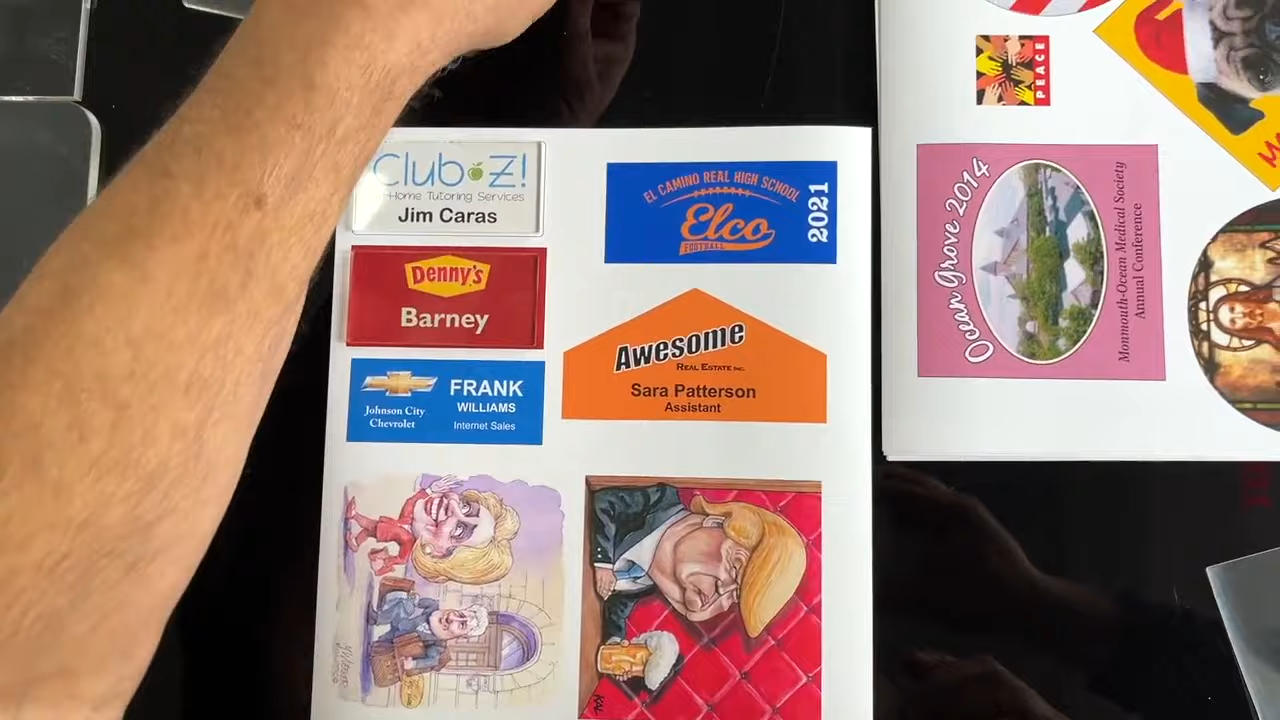 Club Z!
Home Tutoring Services
Jim Caras
Denny's
Barney
Johnson City
Chevrolet
FRANK
WILLIAMS
Internet Sales
EL CAMINO REAL HIGH SCHOOL
Elco
FOOTBALL
2021
Awesome
REAL ESTATE INC.
Sara Patterson
Assistant
KAL
PEACE
Ocean Grove 2014
Monmouth-Ocean Medical Society
Annual Conference